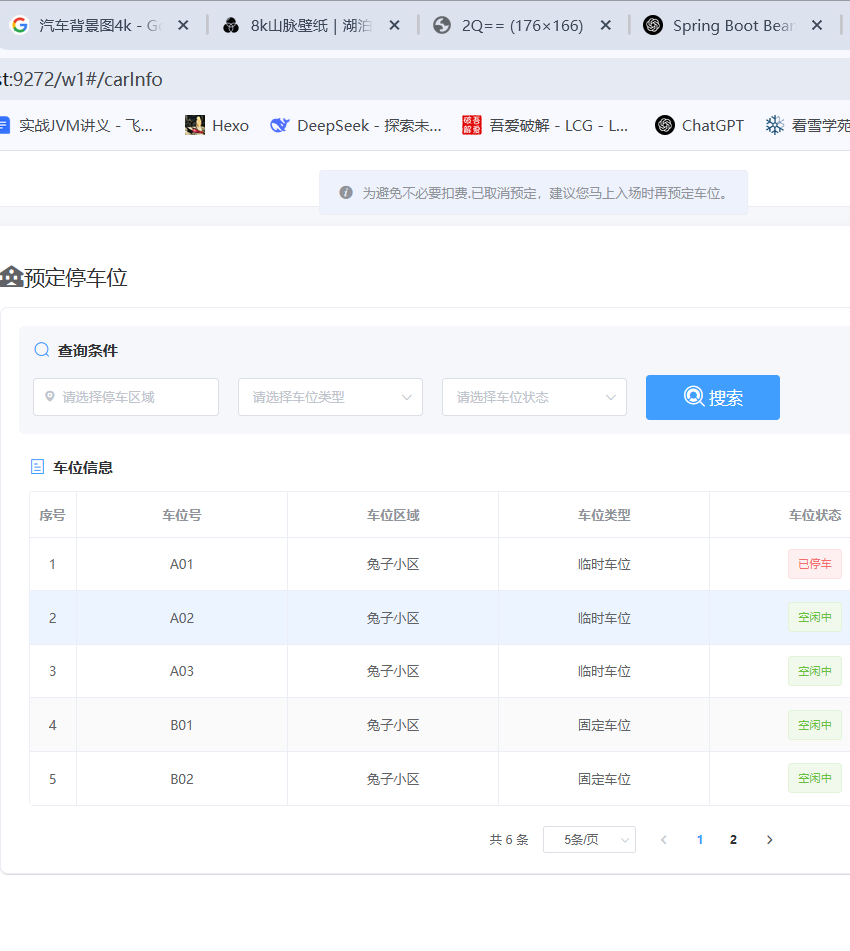 汽车背景图4k - Go
8k山脉壁纸 | 湖泊
2Q== (176×166)
Spring Boot Bean
st:9272/w1#/carInfo
实战JVM讲义 - 飞...
Hexo
DeepSeek - 探索未...
吾爱破解
吾爱破解 - LCG - L...
ChatGPT
看雪学苑
为避免不必要扣费.已取消预定，建议您马上入场时再预定车位。
预定停车位
查询条件
请选择停车区域
请选择车位类型
请选择车位状态
搜索
车位信息
序号 车位号 车位区域 车位类型 车位状态
1 A01 兔子小区 临时车位 已停车
2 A02 兔子小区 临时车位 空闲中
3 A03 兔子小区 临时车位 空闲中
4 B01 兔子小区 固定车位 空闲中
5 B02 兔子小区 固定车位 空闲中
共 6 条 5条/页 1 2